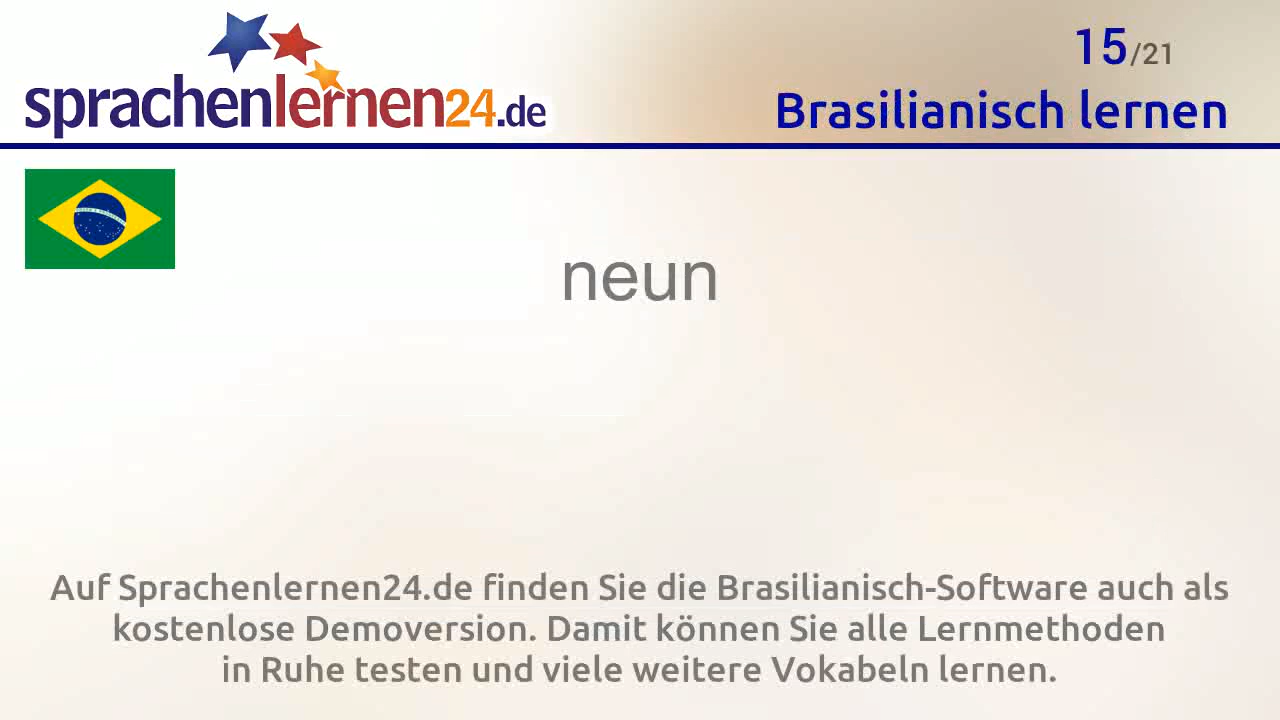 sprachenlernen24.de
15/21
Brasilianisch lernen
neun
Auf Sprachenlernen24.de finden Sie die Brasilianisch-Software auch als
kostenlose Demoversion. Damit können Sie alle Lernmethoden
in Ruhe testen und viele weitere Vokabeln lernen.